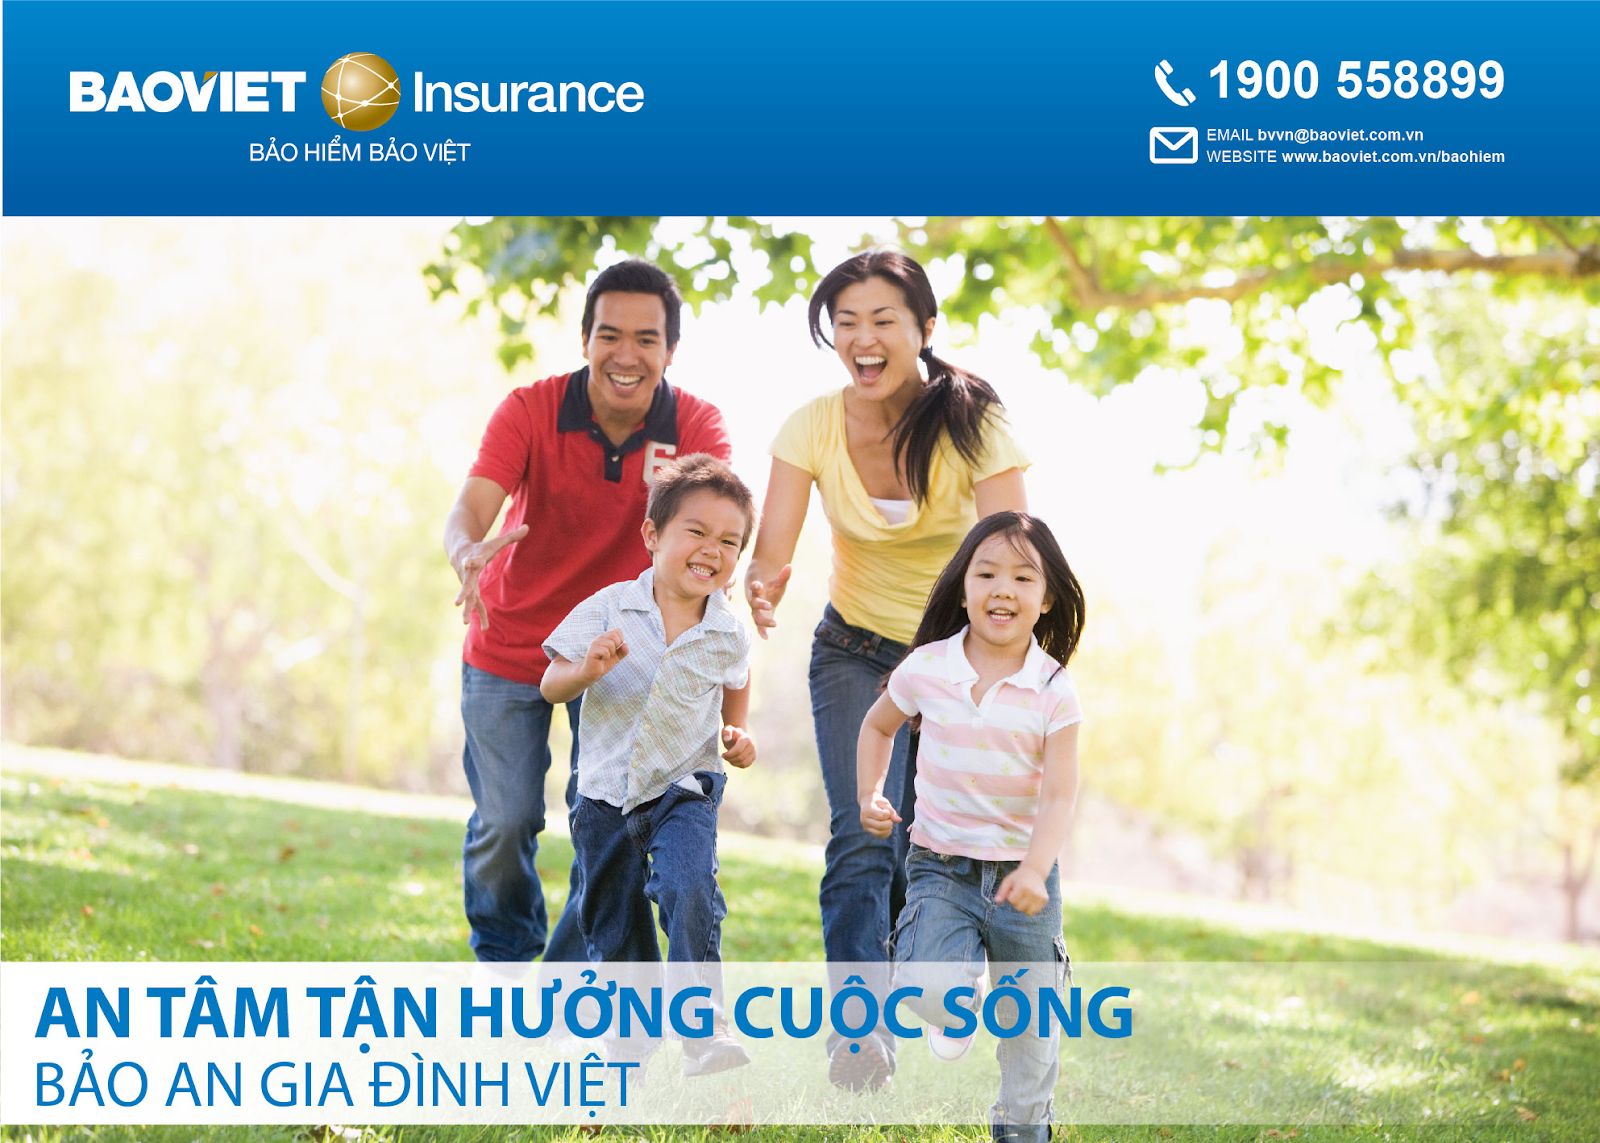 BAOVIET Insurance
BẢO HIỂM BẢO VIỆT
1900 558899
EMAIL bvvn@baoviet.com.vn
WEBSITE www.baoviet.com.vn/baohiem
6
AN TÂM TẬN HƯỞNG CUỘC SỐNG
BẢO AN GIA ĐÌNH VIỆT